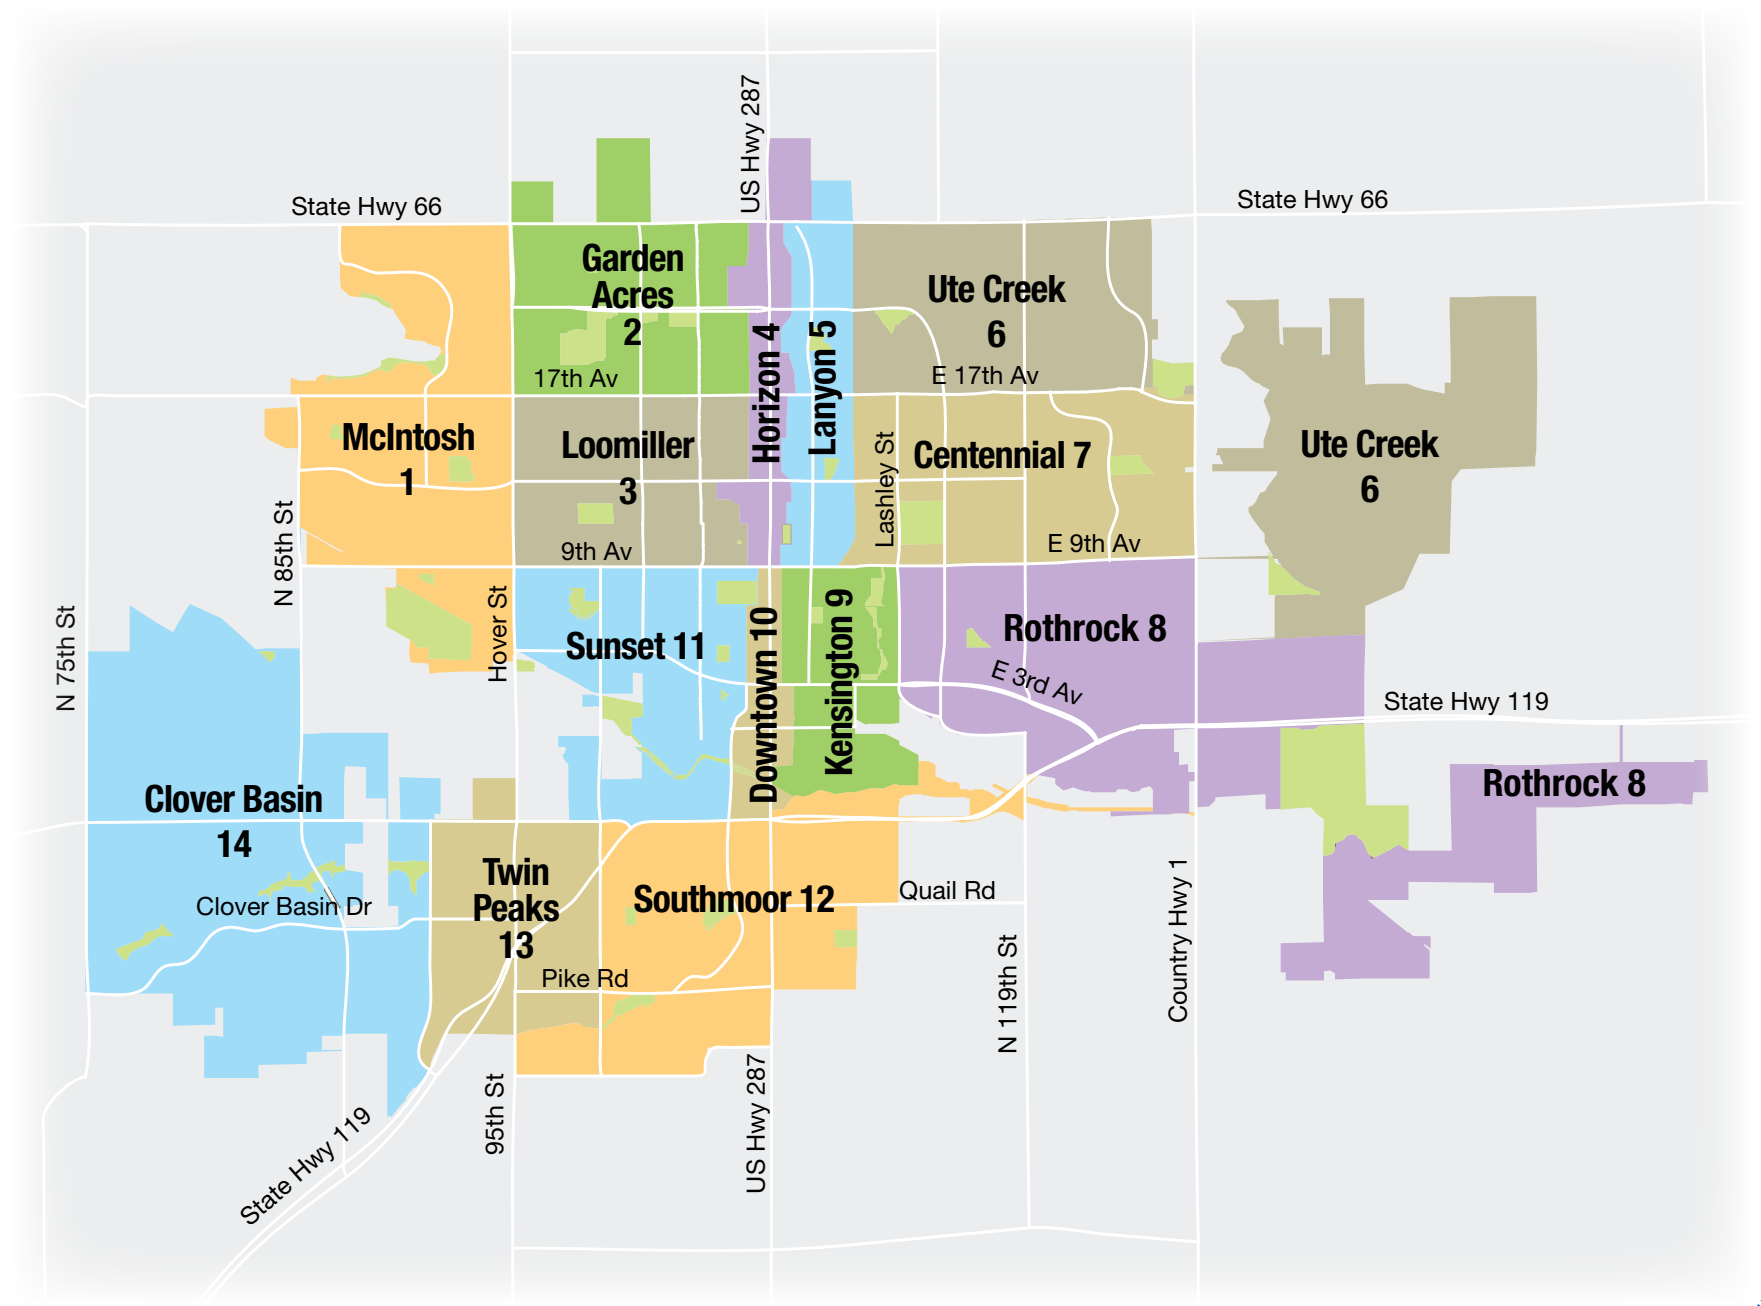 US Hwy 287
State Hwy 66
State Hwy 66
Garden
Acres
2
Ute Creek
6
Horizon 4
Lanyon 5
17th Av
E 17th Av
McIntosh
1
Loomiller
3
Lashley St
Centennial 7
Ute Creek
6
N 85th St
9th Av
E 9th Av
N 75th St
Hover St
Sunset 11
Downtown 10
Kensington 9
Rothrock 8
E 3rd Av
State Hwy 119
Clover Basin
14
Rothrock 8
Twin
Peaks
13
Southmoor 12
Quail Rd
Clover Basin Dr
Pike Rd
N 119th St
Country Hwy 1
State Hwy 119
95th St
US Hwy 287